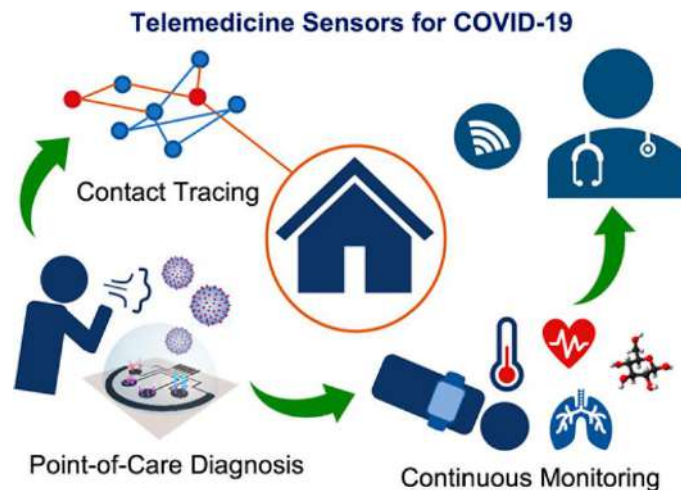 Telemedicine Sensors for COVID-19
Contact Tracing
Point-of-Care Diagnosis
Continuous Monitoring